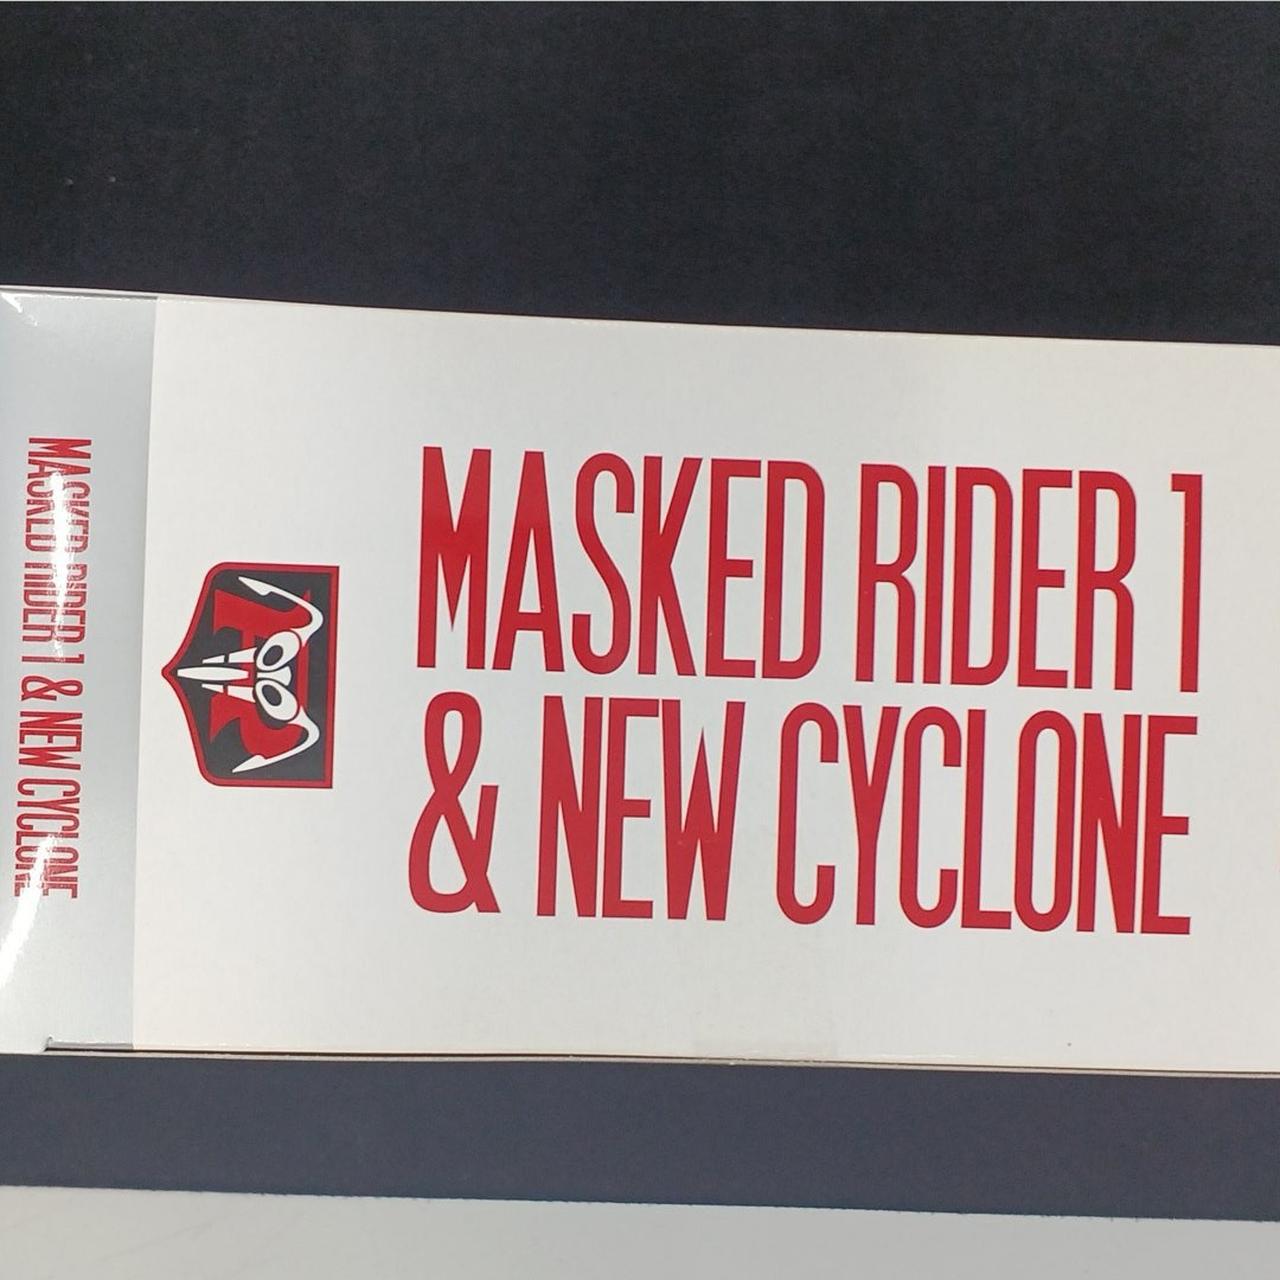 MASKED RIDER 1 & NEW CYCLONE
MASKED RIDER 1
& NEW CYCLONE